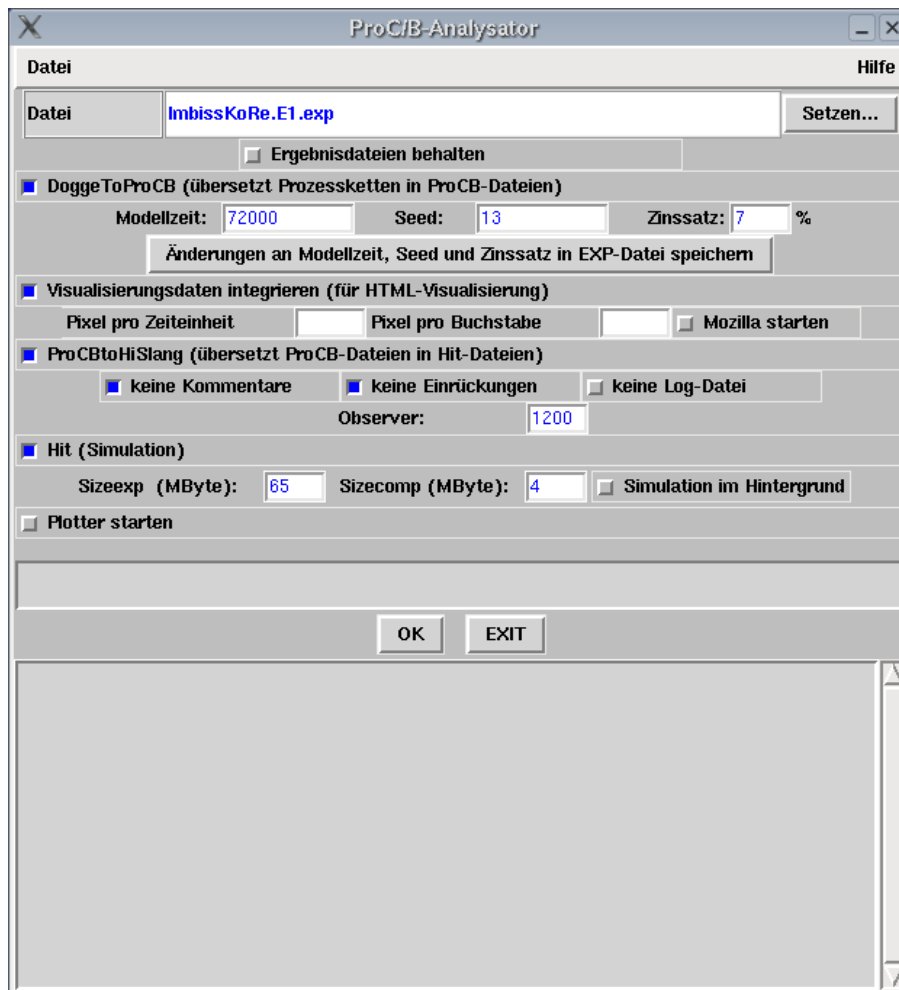 ProC/B-Analysator
Datei Hilfe
Datei ImbissKoRe.E1.exp Setzen...
Ergebnisdateien behalten
DoggeToProCB (übersetzt Prozessketten in ProCB-Dateien)
Modellzeit: 72000 Seed: 13 Zinssatz: 7 %
Änderungen an Modellzeit, Seed und Zinssatz in EXP-Datei speichern
Visualisierungsdaten integrieren (für HTML-Visualisierung)
Pixel pro Zeiteinheit Pixel pro Buchstabe Mozilla starten
ProCBtoHiSlang (übersetzt ProCB-Dateien in Hit-Dateien)
keine Kommentare keine Einrückungen keine Log-Datei
Observer: 1200
Hit (Simulation)
Sizeexp (MByte): 65 Sizecomp (MByte): 4 Simulation im Hintergrund
Plotter starten
OK EXIT